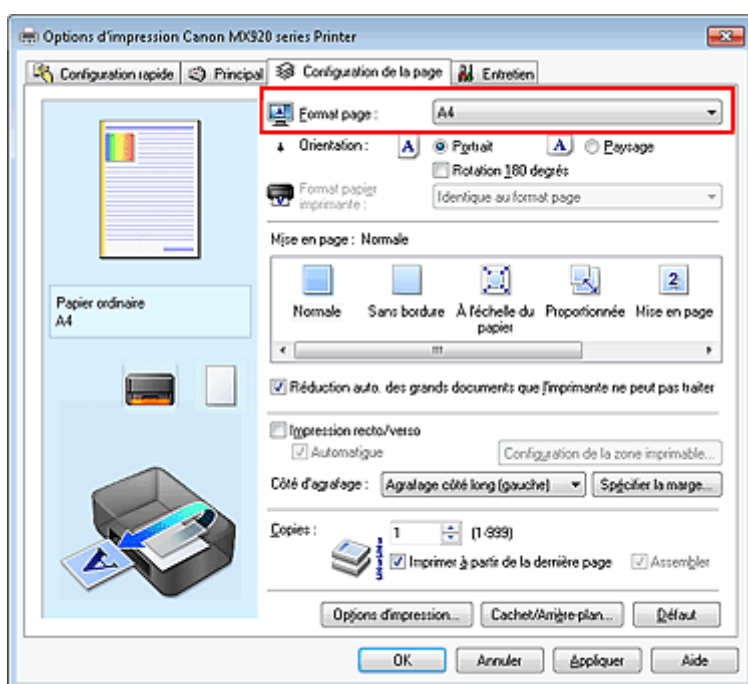 Options d'impression Canon MX920 series Printer
Configuration rapide Principal Configuration de la page Entretien
Format page : A4
Orientation : A Portrait A Paysage
Rotation 180 degrés
Format papier
imprimante : Identique au format page
Mise en page : Normale
Normale Sans bordure À l'échelle du papier Proportionnée Mise en page
Papier ordinaire
A4
Réduction auto. des grands documents que l'imprimante ne peut pas traiter
Impression recto/verso
Automatique Configuration de la zone imprimable...
Côté d'agrafage : Agrafage côté long (gauche) Spécifier la marge...
Copies : 1 (1-999)
Imprimer à partir de la dernière page Assembler
Options d'impression... Cachet/Arrière-plan... Défaut
OK Annuler Appliquer Aide